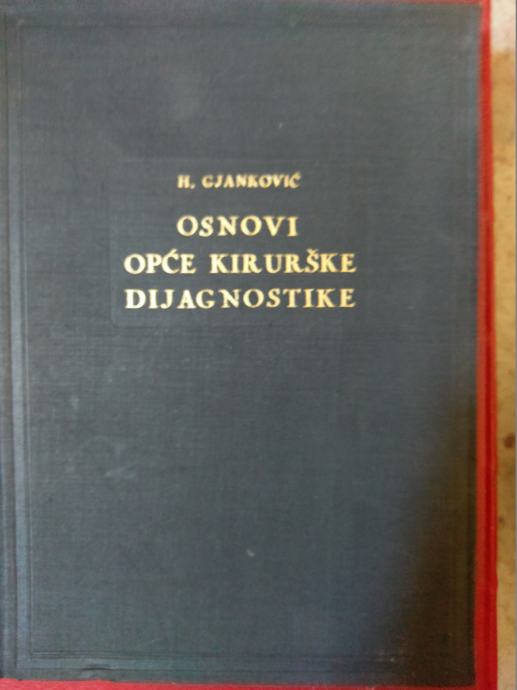 H. GJANKOVIĆ
OSNOVI
OPĆE KIRURŠKE
DIJAGNOSTIKE